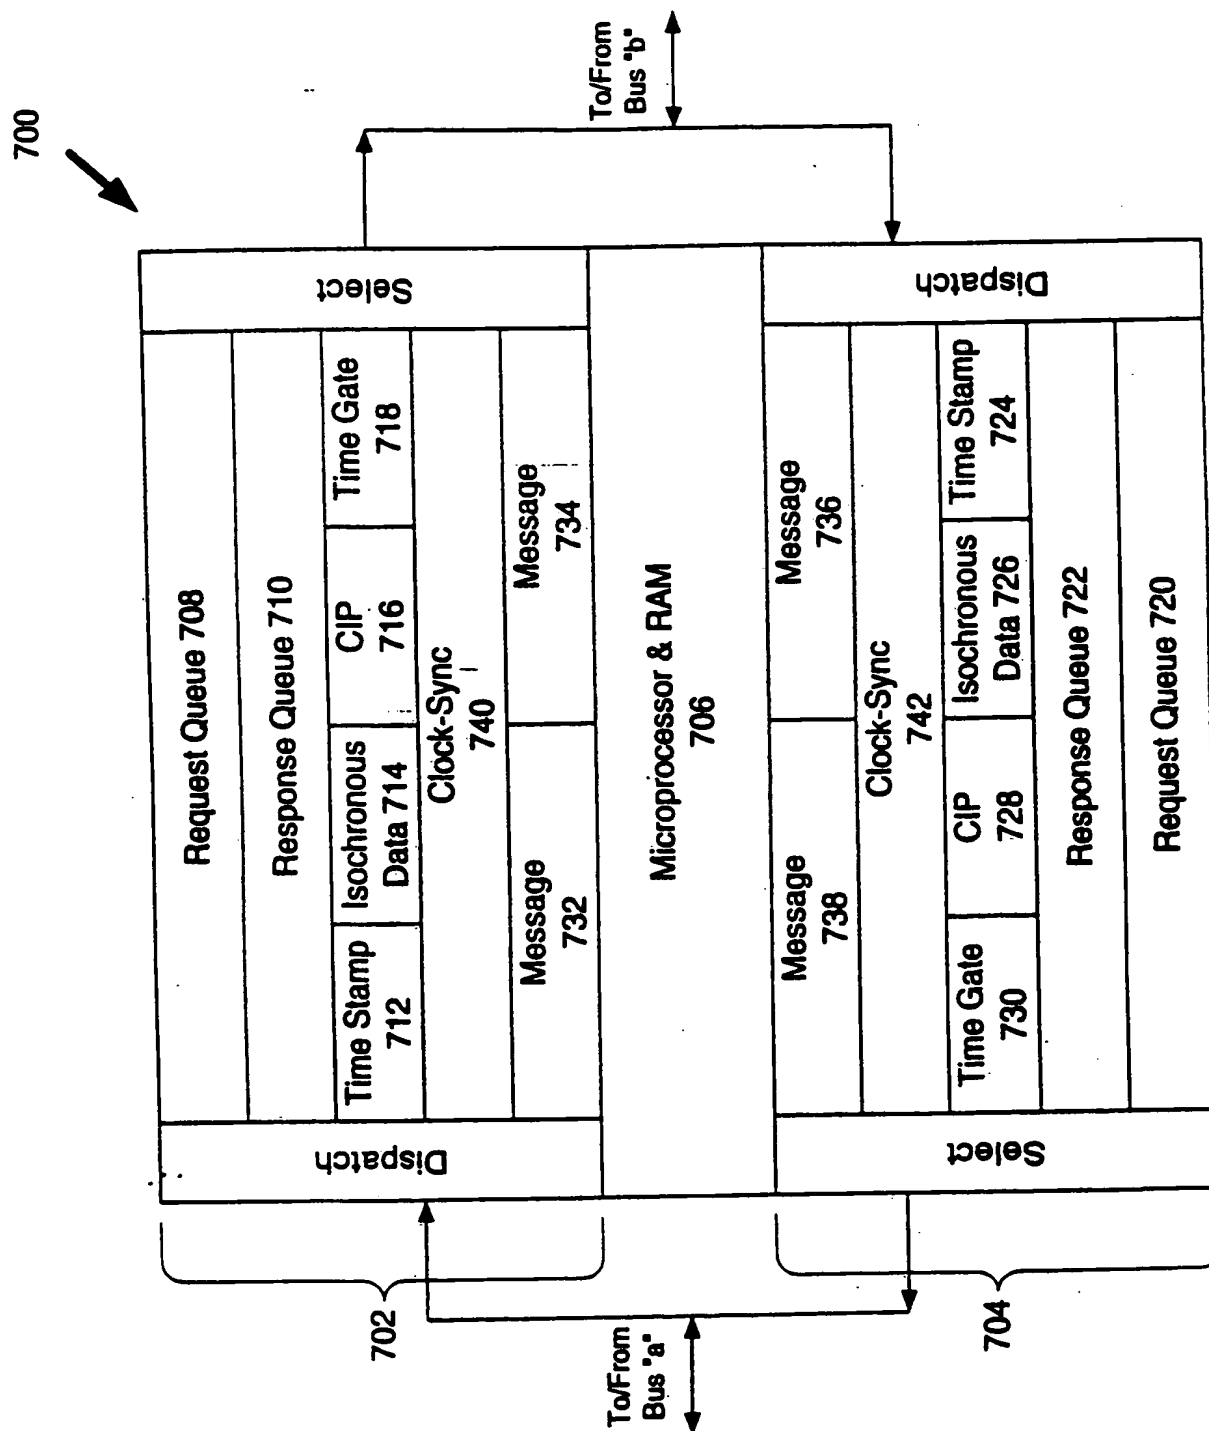 700
To/From
Bus "b"
Select
Request Queue 708
Response Queue 710
Time Stamp
712
Isochronous
Data 714
CIP
716
Time Gate
718
Clock-Sync
740
Message
732
Message
734
Dispatch
702
Microprocessor & RAM
706
Dispatch
Message
738
Message
736
Clock-Sync
742
Time Gate
730
CIP
728
Isochronous
Data 726
Time Stamp
724
Response Queue 722
Request Queue 720
Select
704
To/From
Bus "a"